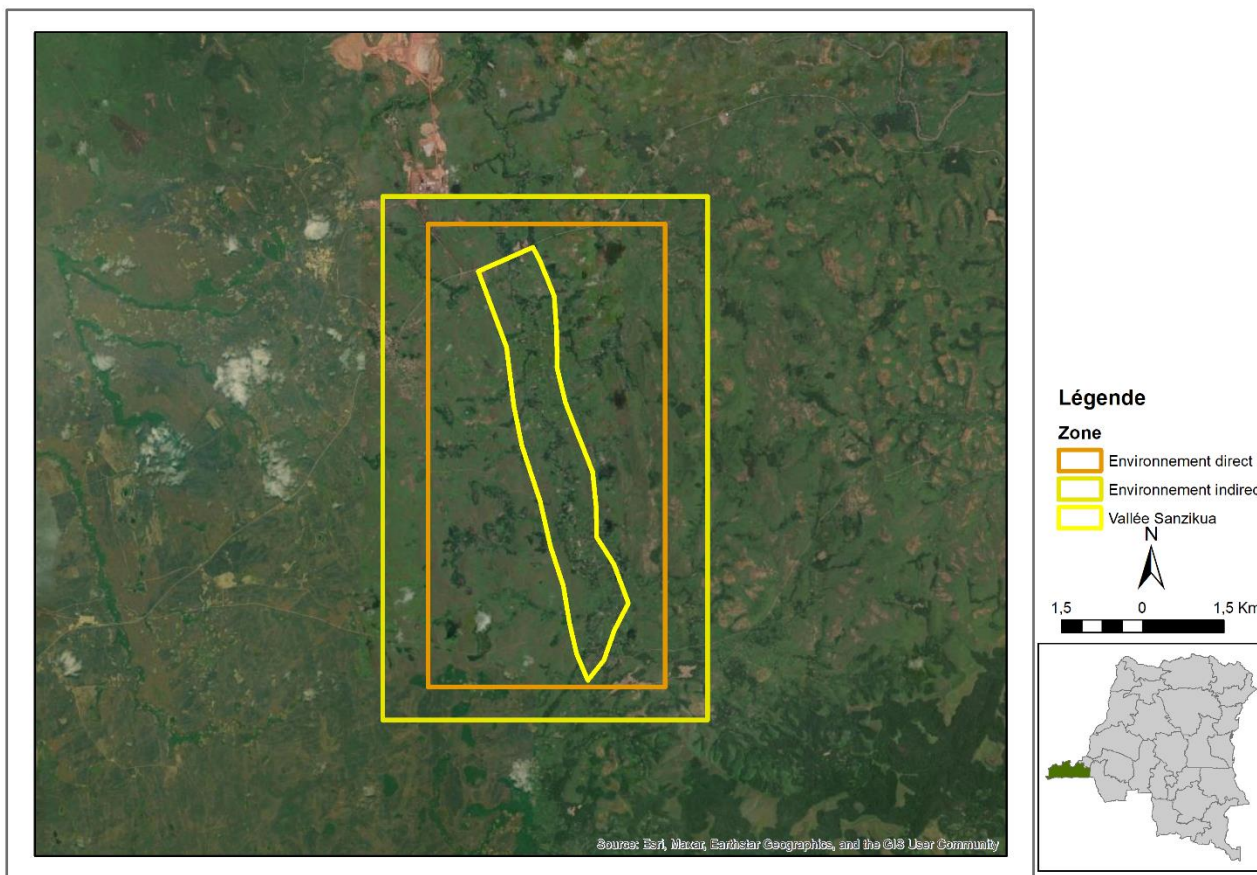 Légende
Zone
Environnement direct
Environnement indirec
Vallée Sanzikua
N
1,5 0 1,5 Km
Source: Esri, Maxar, Earthstar Geographics, and the GIS User Community